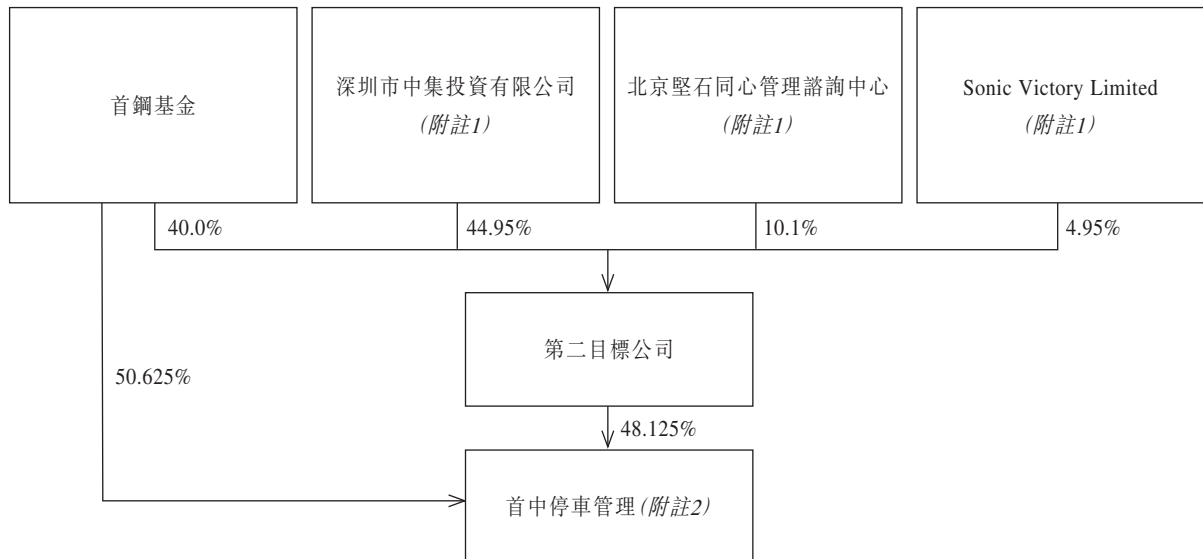 首鋼基金
深圳市中集投資有限公司
(附註1)
北京堅石同心管理諮詢中心
(附註1)
Sonic Victory Limited
(附註1)
40.0%
44.95%
10.1%
4.95%
第二目標公司
50.625%
48.125%
首中停車管理(附註2)